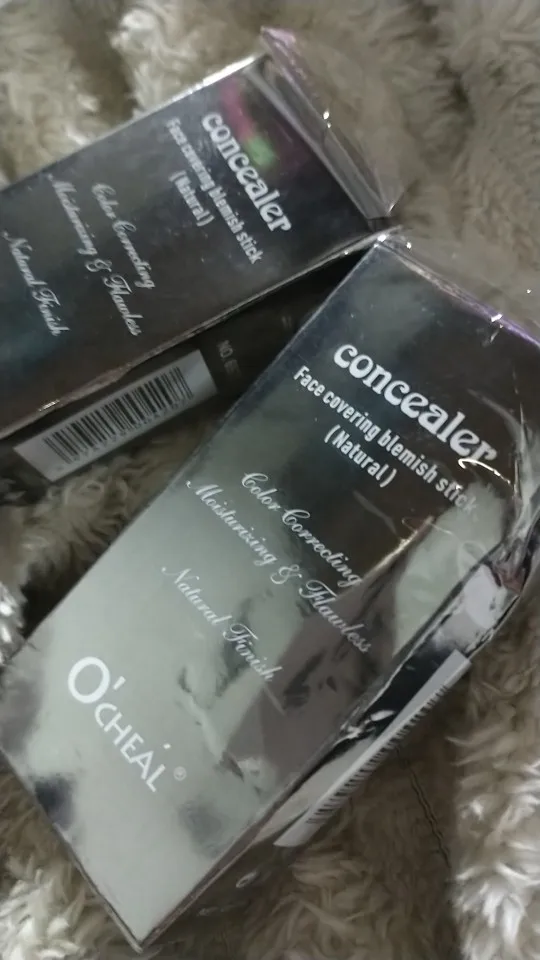 concealer
Face covering blemish stick
(Natural)
Color Correcting
Moisturizing & Flawless
Natural Finish
concealer
Face covering blemish stick
(Natural)
Color Correcting
Moisturizing & Flawless
Natural Finish
O'CHEAL®